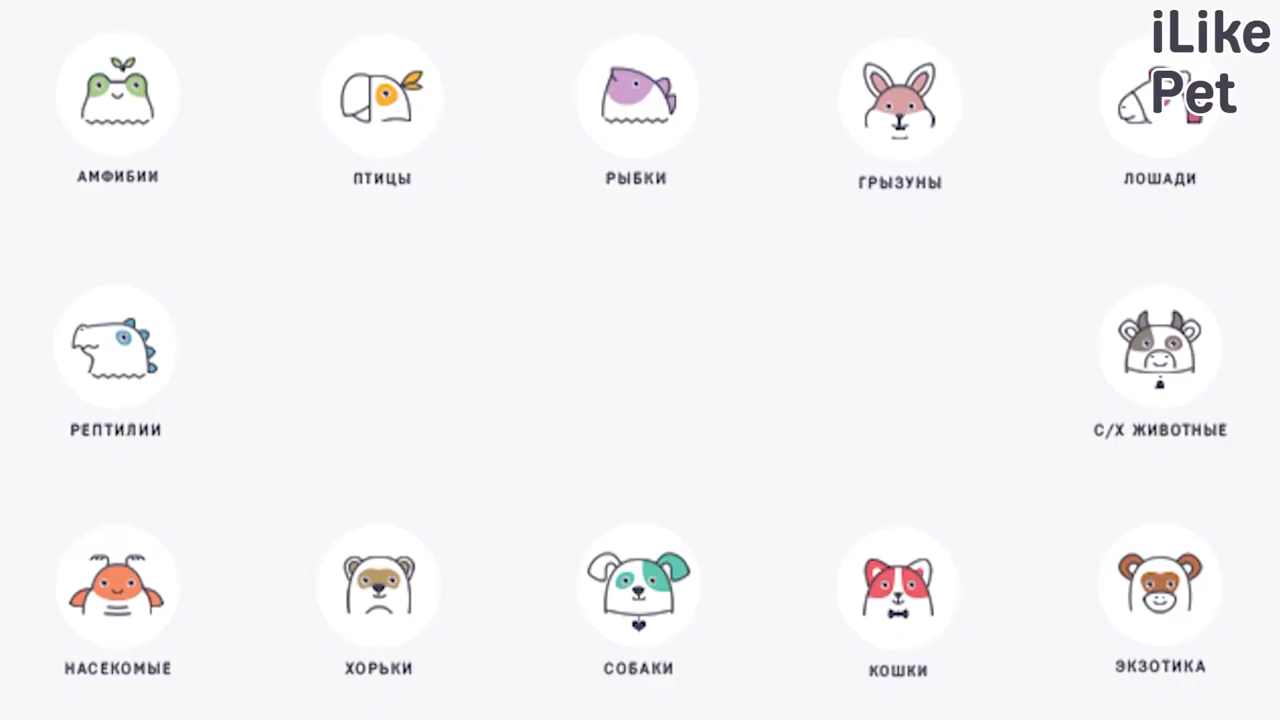 iLike
Pet
АМФИБИИ
ПТИЦЫ
РЫБКИ
ГРЫЗУНЫ
ЛОШАДИ
РЕПТИЛИИ
С/Х ЖИВОТНЫЕ
НАСЕКОМЫЕ
ХОРЬКИ
СОБАКИ
КОШКИ
ЭКЗОТИКА